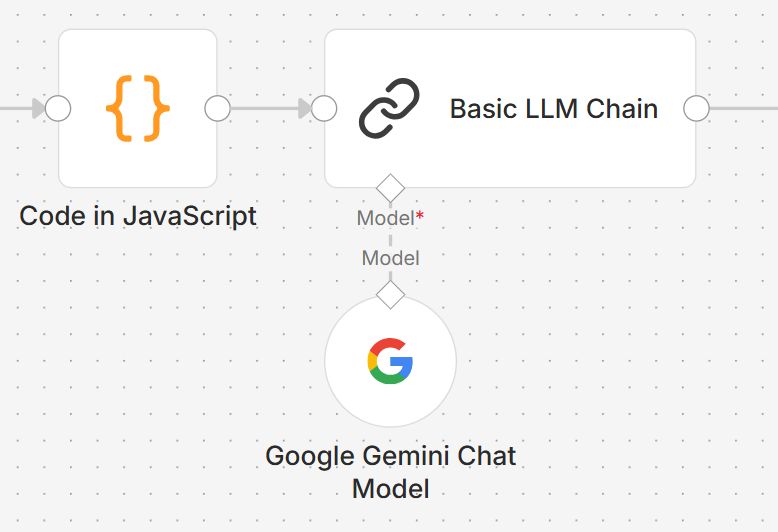 Basic LLM Chain
Code in JavaScript
Model*
Model
Google Gemini Chat
Model